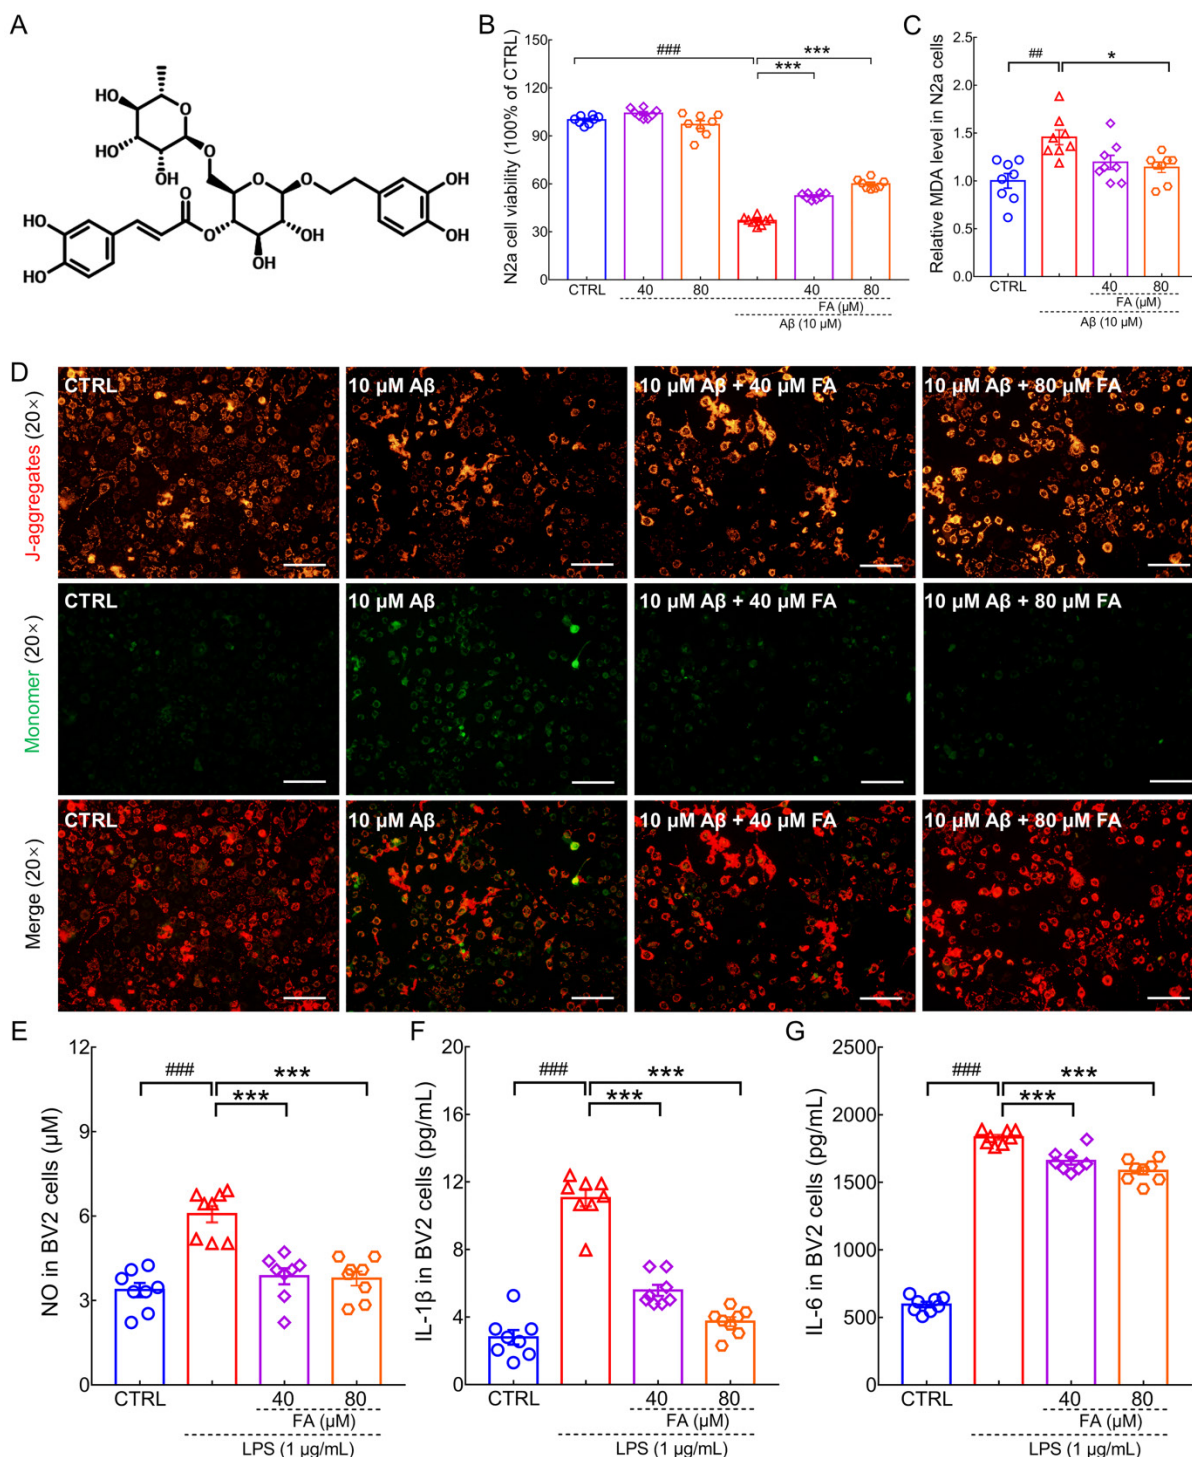 A
HO
HO
HO
OH
O
O
O
O
O
O
O
OH
OH
OH
OH
HO
HO
B
N2a cell viability (100% of CTRL)
150
120
90
60
30
0
###
***
***
CTRL
40
80
40
80
FA (μM)
Aβ (10 μM)
C
Relative MDA level in N2a cells
2.5
2.0
1.5
1.0
0.5
0.0
##
*
CTRL
40
80
FA (μM)
Aβ (10 μM)
D
J-aggregates (20×)
CTRL
10 μM Aβ
10 μM Aβ + 40 μM FA
10 μM Aβ + 80 μM FA
Monomer (20×)
CTRL
10 μM Aβ
10 μM Aβ + 40 μM FA
10 μM Aβ + 80 μM FA
Merge (20×)
CTRL
10 μM Aβ
10 μM Aβ + 40 μM FA
10 μM Aβ + 80 μM FA
E
NO in BV2 cells (μM)
12
9
6
3
0
###
***
***
CTRL
40
80
FA (μM)
LPS (1 μg/mL)
F
IL-1β in BV2 cells (pg/mL)
20
16
12
8
4
0
###
***
***
CTRL
40
80
FA (μM)
LPS (1 μg/mL)
G
IL-6 in BV2 cells (pg/mL)
2500
2000
1500
1000
500
0
###
***
***
CTRL
40
80
FA (μM)
LPS (1 μg/mL)